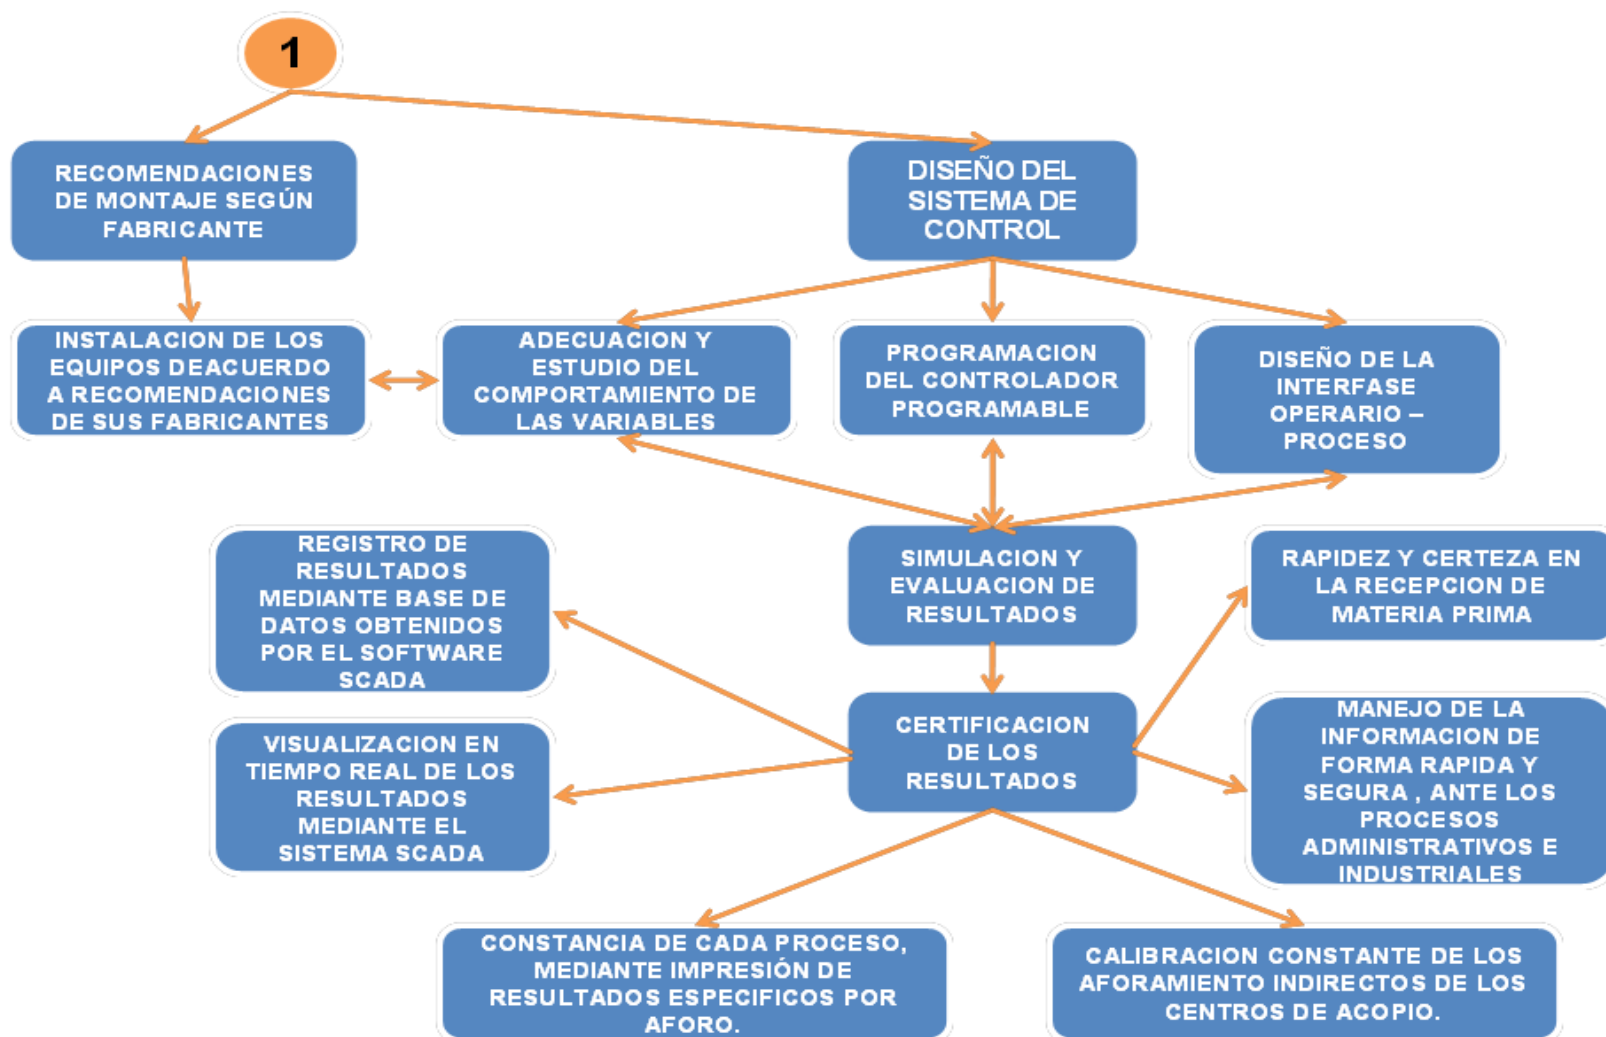 1
RECOMENDACIONES
DE MONTAJE SEGÚN
FABRICANTE
DISEÑO DEL
SISTEMA DE
CONTROL
INSTALACION DE LOS
EQUIPOS DEACUERDO
A RECOMENDACIONES
DE SUS FABRICANTES
ADECUACION Y
ESTUDIO DEL
COMPORTAMIENTO DE
LAS VARIABLES
PROGRAMACION
DEL CONTROLADOR
PROGRAMABLE
DISEÑO DE LA
INTERFASE
OPERARIO –
PROCESO
REGISTRO DE
RESULTADOS
MEDIANTE BASE DE
DATOS OBTENIDOS
POR EL SOFTWARE
SCADA
SIMULACION Y
EVALUACION DE
RESULTADOS
RAPIDEZ Y CERTEZA EN
LA RECEPCION DE
MATERIA PRIMA
VISUALIZACION EN
TIEMPO REAL DE LOS
RESULTADOS
MEDIANTE EL
SISTEMA SCADA
CERTIFICACION
DE LOS
RESULTADOS
MANEJO DE LA
INFORMACION DE
FORMA RAPIDA Y
SEGURA , ANTE LOS
PROCESOS
ADMINISTRATIVOS E
INDUSTRIALES
CONSTANCIA DE CADA PROCESO,
MEDIANTE IMPRESIÓN DE
RESULTADOS ESPECIFICOS POR
AFORO.
CALIBRACION CONSTANTE DE LOS
AFORAMIENTO INDIRECTOS DE LOS
CENTROS DE ACOPIO.